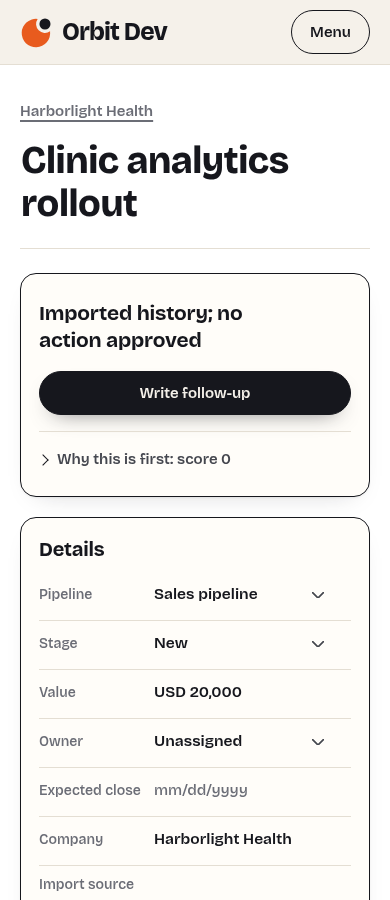 Orbit Dev
Menu
Harborlight Health
Clinic analytics
rollout
Imported history; no
action approved
Write follow-up
Why this is first: score 0
Details
Pipeline Sales pipeline
Stage New
Value USD 20,000
Owner Unassigned
Expected close mm/dd/yyyy
Company Harborlight Health
Import source